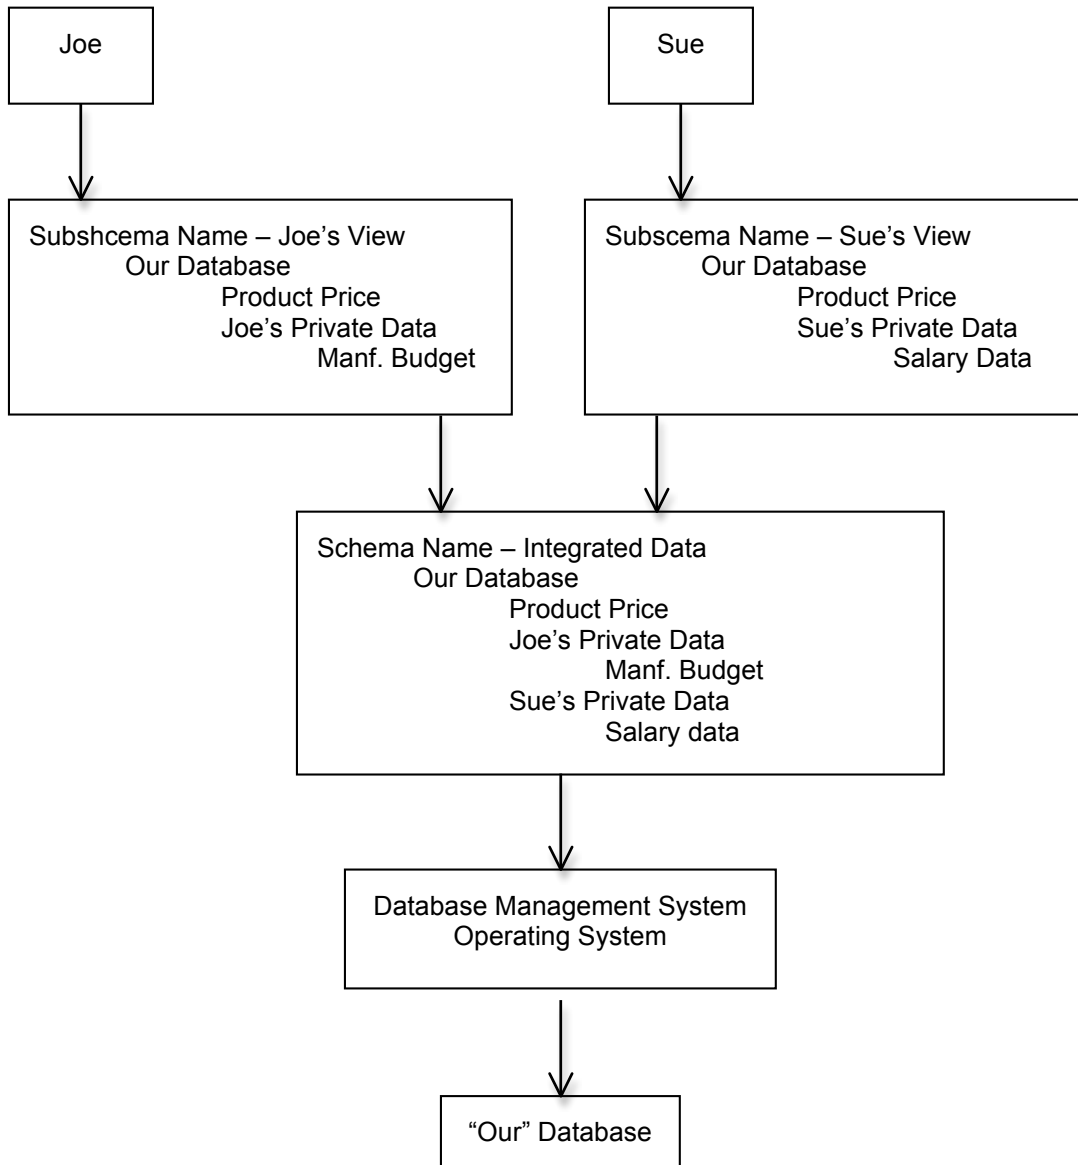 Joe
Sue
Subshcema Name – Joe’s View
Our Database
Product Price
Joe’s Private Data
Manf. Budget
Subscema Name – Sue’s View
Our Database
Product Price
Sue’s Private Data
Salary Data
Schema Name – Integrated Data
Our Database
Product Price
Joe’s Private Data
Manf. Budget
Sue’s Private Data
Salary data
Database Management System
Operating System
“Our” Database